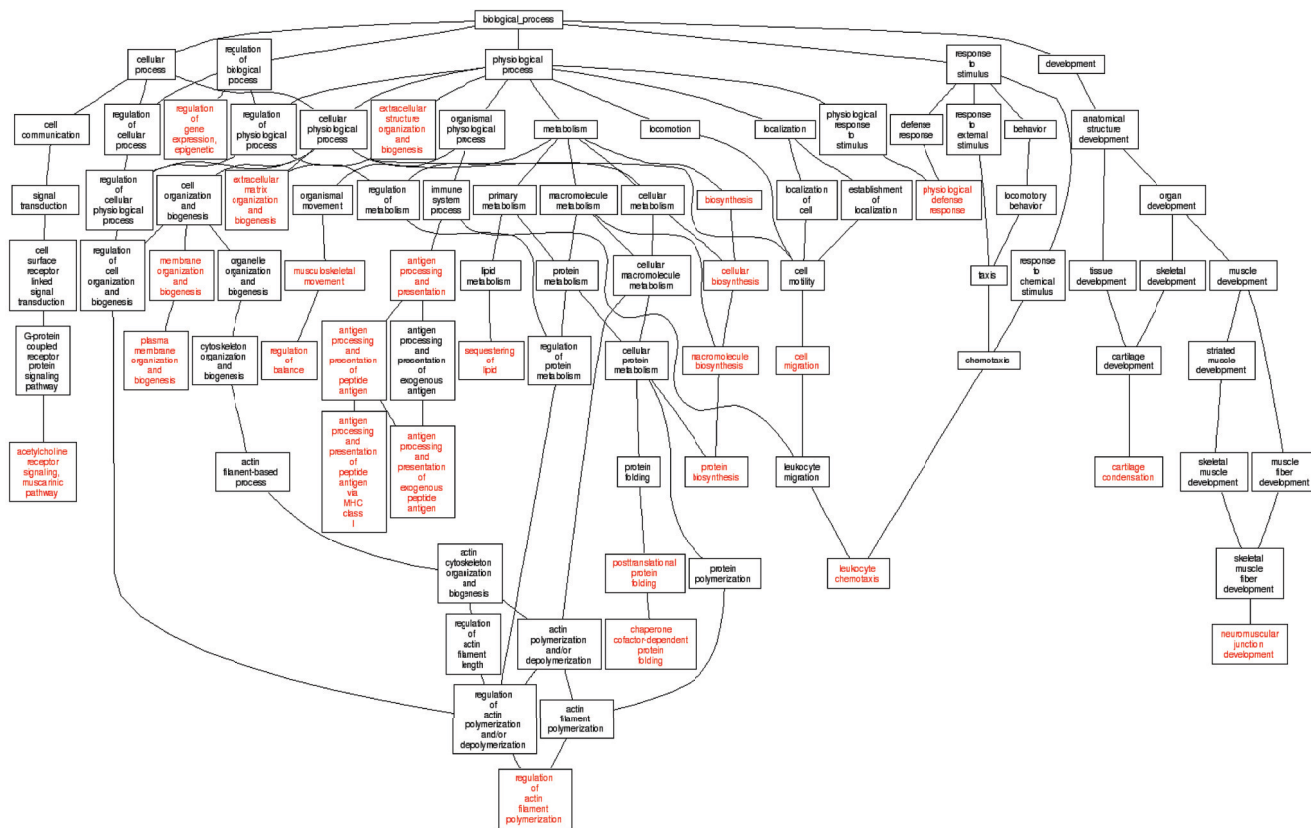 biological_process
cellular
process
regulation
of
biological
process
physiological
process
response
to
stimulus
development
cell
communication
regulation
of
cellular
process
regulation
of
gene
expression,
epigenetic
regulation
of
physiological
process
cellular
physiological
process
extracellular
structure
organization
and
biogenesis
organismal
physiological
process
metabolism
locomotion
localization
physiological
response
to
stimulus
defense
response
response
to
external
stimulus
behavior
anatomical
structure
development
signal
transduction
regulation
of
cellular
physiological
process
cell
organization
and
biogenesis
extracellular
matrix
organization
and
biogenesis
organismal
movement
regulation
of
metabolism
immune
system
process
primary
metabolism
macromolecule
metabolism
cellular
metabolism
biosynthesis
localization
of
cell
establishment
of
localization
physiological
defense
response
locomotory
behavior
organ
development
cell
surface
receptor
linked
signal
transduction
regulation
of
cell
organization
and
biogenesis
membrane
organization
and
biogenesis
organelle
organization
and
biogenesis
musculoskeletal
movement
antigen
processing
and
presentation
lipid
metabolism
protein
metabolism
cellular
macromolecule
metabolism
cellular
biosynthesis
cell
motility
taxis
response
to
chemical
stimulus
tissue
development
skeletal
development
muscle
development
G-protein
coupled
receptor
protein
signaling
pathway
plasma
membrane
organization
and
biogenesis
cytoskeleton
organization
and
biogenesis
regulation
of
balance
antigen
processing
and
presentation
of
peptide
antigen
antigen
processing
and
presentation
of
exogenous
antigen
sequestering
of
lipid
regulation
of
protein
metabolism
cellular
protein
metabolism
macromolecule
biosynthesis
cell
migration
chemotaxis
cartilage
development
striated
muscle
development
acetylcholine
receptor
signaling,
muscarinic
pathway
actin
filament-based
process
antigen
processing
and
presentation
of
peptide
antigen
via
MHC
class
I
antigen
processing
and
presentation
of
exogenous
peptide
antigen
protein
folding
protein
biosynthesis
leukocyte
migration
cartilage
condensation
skeletal
muscle
development
muscle
fiber
development
actin
cytoskeleton
organization
and
biogenesis
posttranslational
protein
folding
protein
polymerization
leukocyte
chemotaxis
skeletal
muscle
fiber
development
regulation
of
actin
filament
length
actin
polymerization
and/or
depolymerization
chaperone
cofactor-dependent
protein
folding
neuromuscular
junction
development
regulation
of
actin
polymerization
and/or
depolymerization
actin
filament
polymerization
regulation
of
actin
filament
polymerization